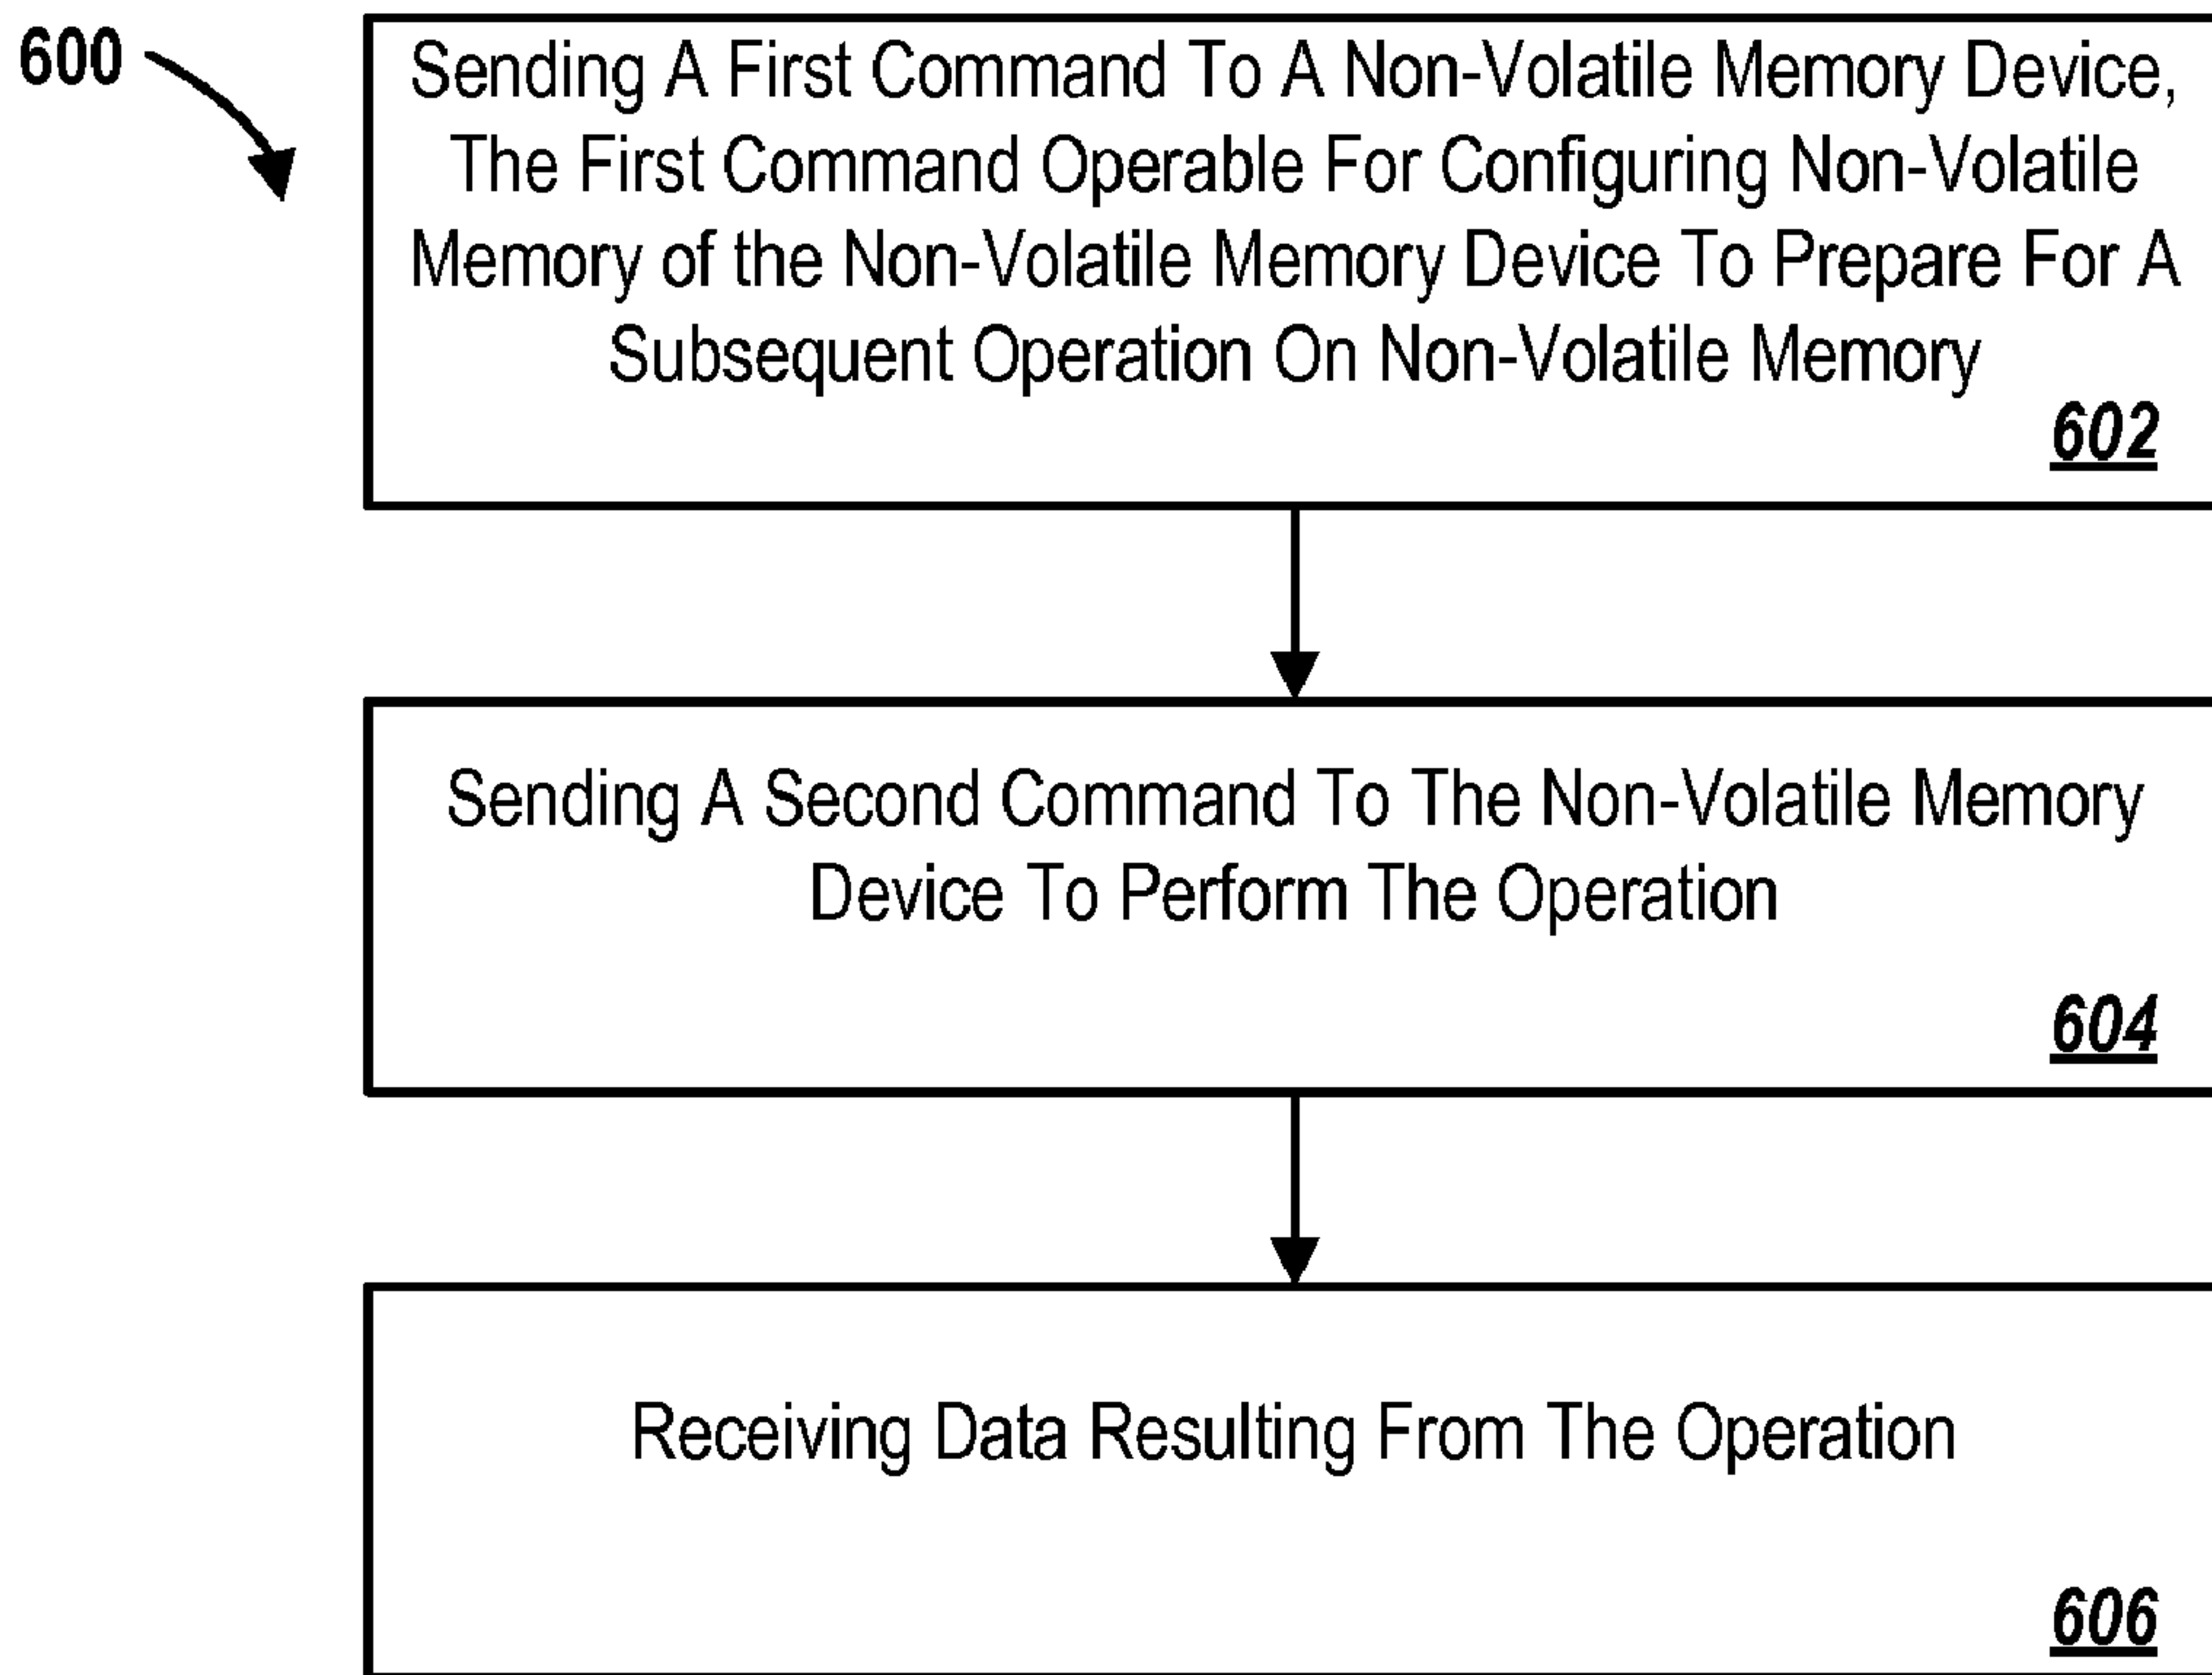 600
Sending A First Command To A Non-Volatile Memory Device,
The First Command Operable For Configuring Non-Volatile
Memory of the Non-Volatile Memory Device To Prepare For A
Subsequent Operation On Non-Volatile Memory
602
Sending A Second Command To The Non-Volatile Memory
Device To Perform The Operation
604
Receiving Data Resulting From The Operation
606